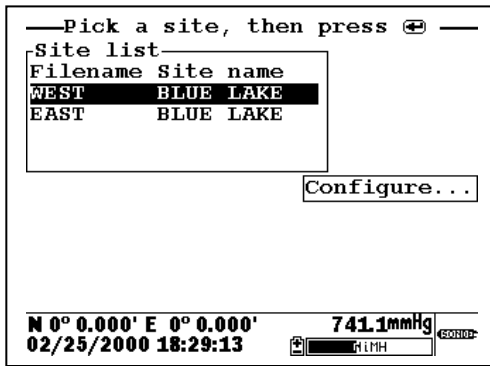 Pick a site, then press
Site list
Filename Site name
WEST BLUE LAKE
EAST BLUE LAKE
Configure...
N 0° 0.000' E 0° 0.000' 741.1mmHg
02/25/2000 18:29:13 NiMH
SONDE